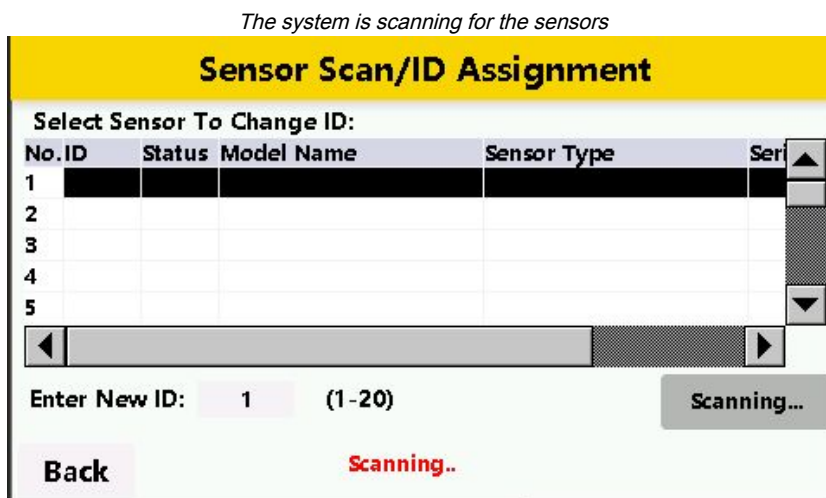 The system is scanning for the sensors
Sensor Scan/ID Assignment
Select Sensor To Change ID:
No. ID Status Model Name Sensor Type Seri
1
2
3
4
5
Enter New ID: 1 (1-20) Scanning...
Back Scanning..